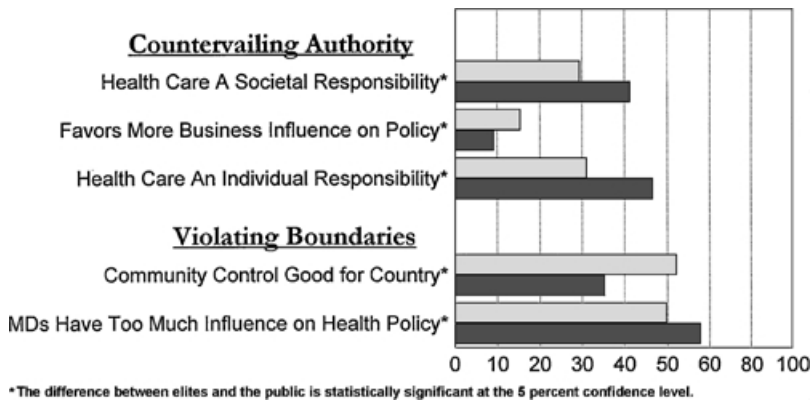 Countervailing Authority
Health Care A Societal Responsibility*
Favors More Business Influence on Policy*
Health Care An Individual Responsibility*
Violating Boundaries
Community Control Good for Country*
MDs Have Too Much Influence on Health Policy*
0 10 20 30 40 50 60 80 100
*The difference between elites and the public is statistically significant at the 5 percent confidence level.